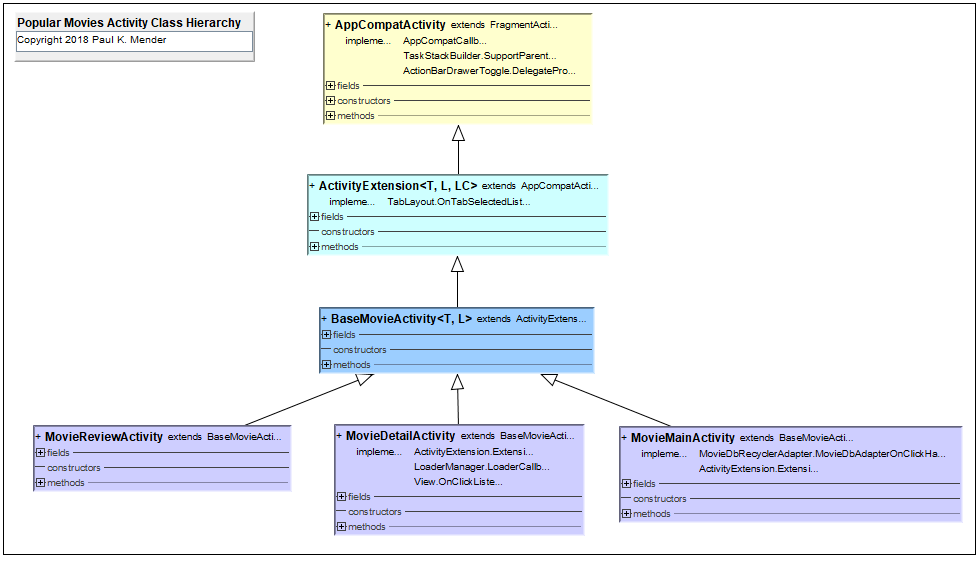 Popular Movies Activity Class Hierarchy
Copyright 2018 Paul K. Mender
+ AppCompatActivity extends FragmentActi...
impleme... AppCompatCallb...
TaskStackBuilder.SupportParent...
ActionBarDrawerToggle.DelegatePro...
fields
constructors
methods
+ ActivityExtension<T, L, LC> extends AppCompatActi...
impleme... TabLayout.OnTabSelectedList...
fields
constructors
methods
+ BaseMovieActivity<T, L> extends ActivityExtens...
fields
constructors
methods
+ MovieReviewActivity extends BaseMovieActi...
fields
constructors
methods
+ MovieDetailActivity extends BaseMovieActi...
impleme... ActivityExtension.Extensi...
LoaderManager.LoaderCallb...
View.OnClickListe...
fields
constructors
methods
+ MovieMainActivity extends BaseMovieActi...
impleme... MovieDbRecyclerAdapter.MovieDbAdapterOnClickHa...
ActivityExtension.Extensi...
fields
constructors
methods